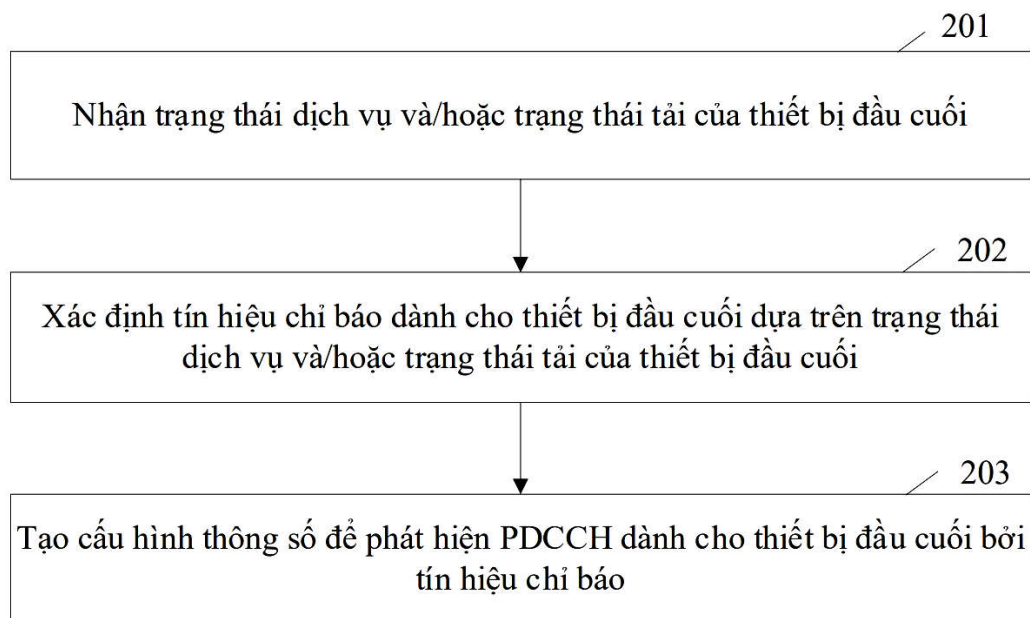 201
Nhận trạng thái dịch vụ và/hoặc trạng thái tải của thiết bị đầu cuối
202
Xác định tín hiệu chỉ báo dành cho thiết bị đầu cuối dựa trên trạng thái
dịch vụ và/hoặc trạng thái tải của thiết bị đầu cuối
203
Tạo cấu hình thông số để phát hiện PDCCH dành cho thiết bị đầu cuối bởi
tín hiệu chỉ báo